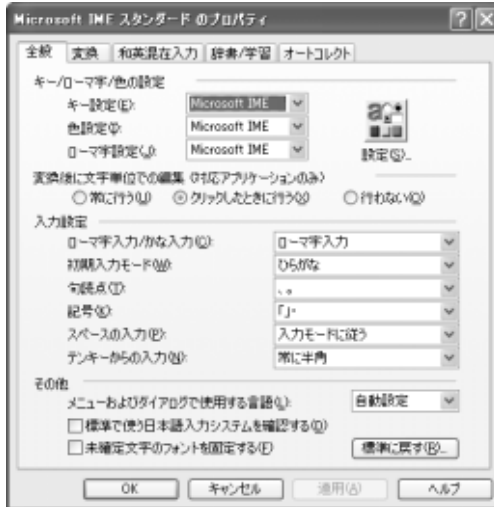 Microsoft IME スタンダード のプロパティ
全般 変換 和英混在入力 辞書/学習 オートコレクト
キー/ローマ字/色の設定
キー設定(E): Microsoft IME
色設定(I): Microsoft IME
ローマ字設定(J): Microsoft IME
設定(S)...
変換後に文字単位での編集 (対応アプリケーションのみ)
常に行う(U) クリックしたときに行う(X) 行わない(Q)
入力設定
ローマ字入力/かな入力(C): ローマ字入力
初期入力モード(W): ひらがな
句読点(T): 、。
記号(K): 「」・
スペースの入力(P): 入力モードに従う
テンキーからの入力(N): 常に半角
その他
メニューおよびダイアログで使用する言語(L): 自動設定
標準で使う日本語入力システムを確認する(O)
未確定文字のフォントを固定する(F) 標準に戻す(R)...
OK キャンセル 適用(A) ヘルプ